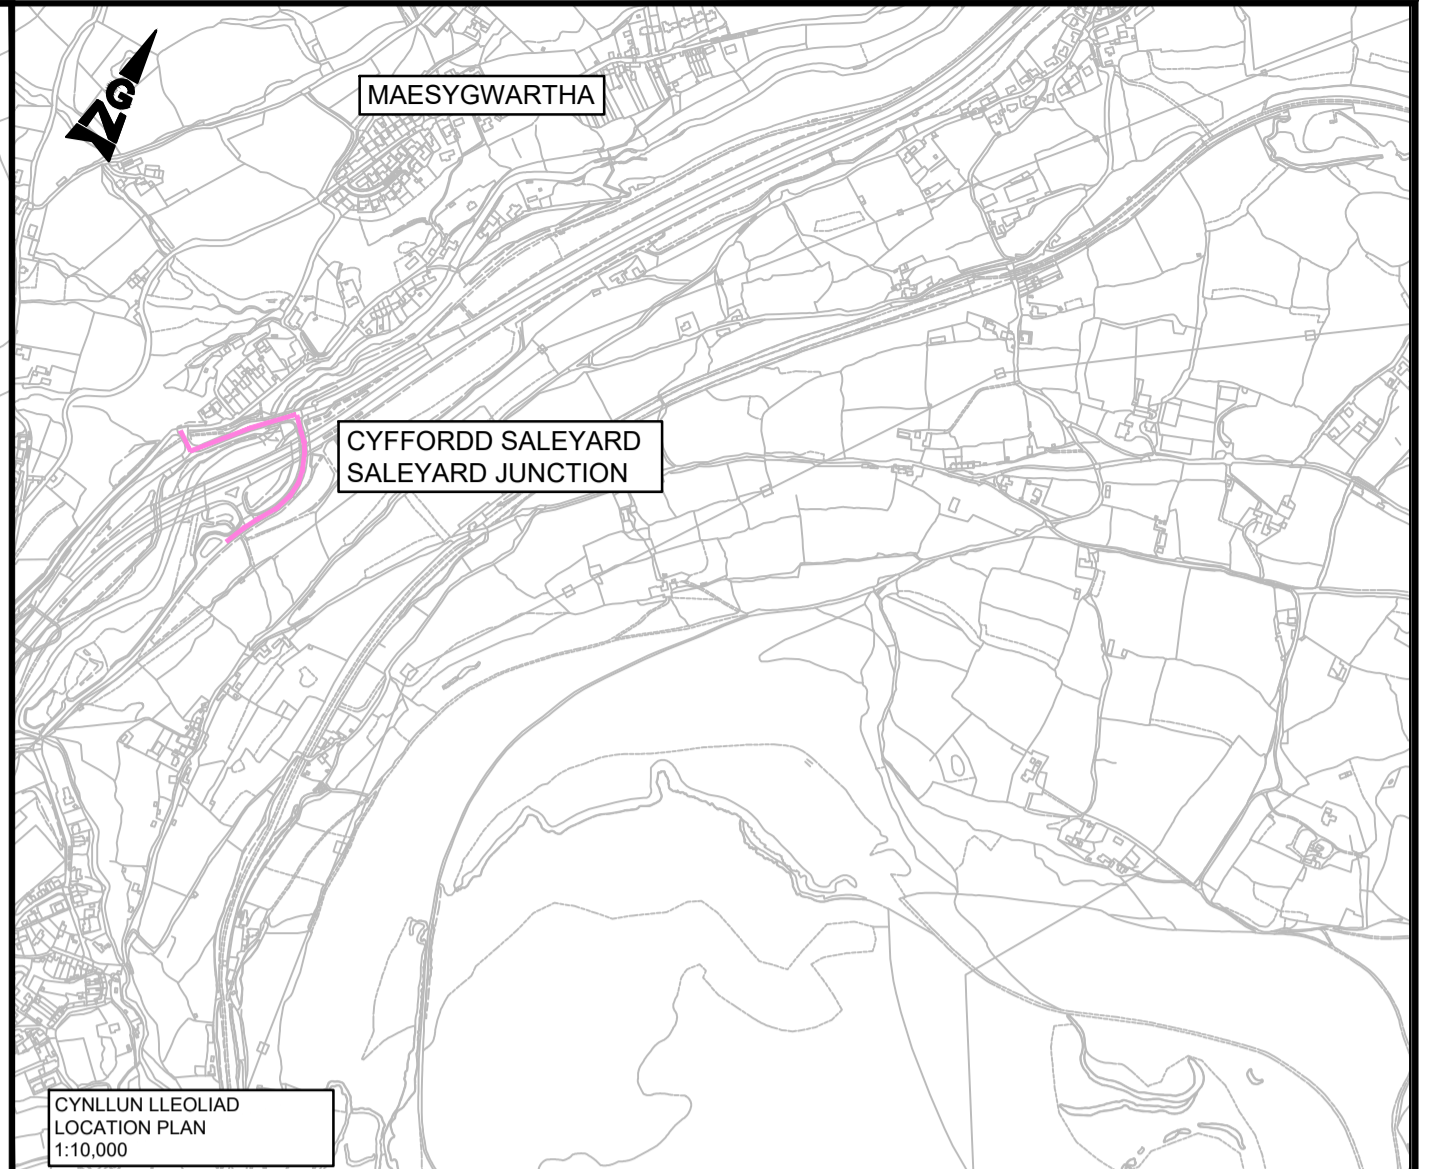 N G
MAESYGWARTHA
CYFFORDD SALEYARD
SALEYARD JUNCTION
CYNLLUN LLEOLIAD
LOCATION PLAN
1:10,000